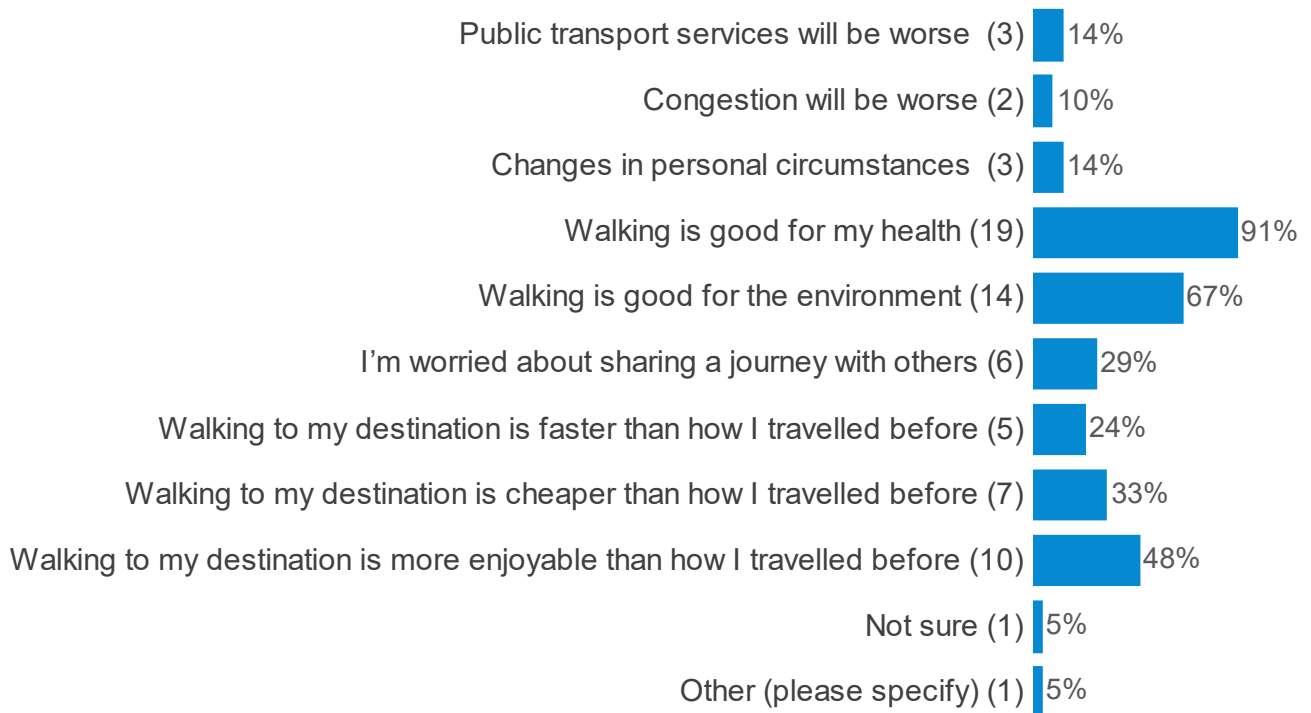 Public transport services will be worse (3) 14%
Congestion will be worse (2) 10%
Changes in personal circumstances (3) 14%
Walking is good for my health (19) 91%
Walking is good for the environment (14) 67%
I’m worried about sharing a journey with others (6) 29%
Walking to my destination is faster than how I travelled before (5) 24%
Walking to my destination is cheaper than how I travelled before (7) 33%
Walking to my destination is more enjoyable than how I travelled before (10) 48%
Not sure (1) 5%
Other (please specify) (1) 5%